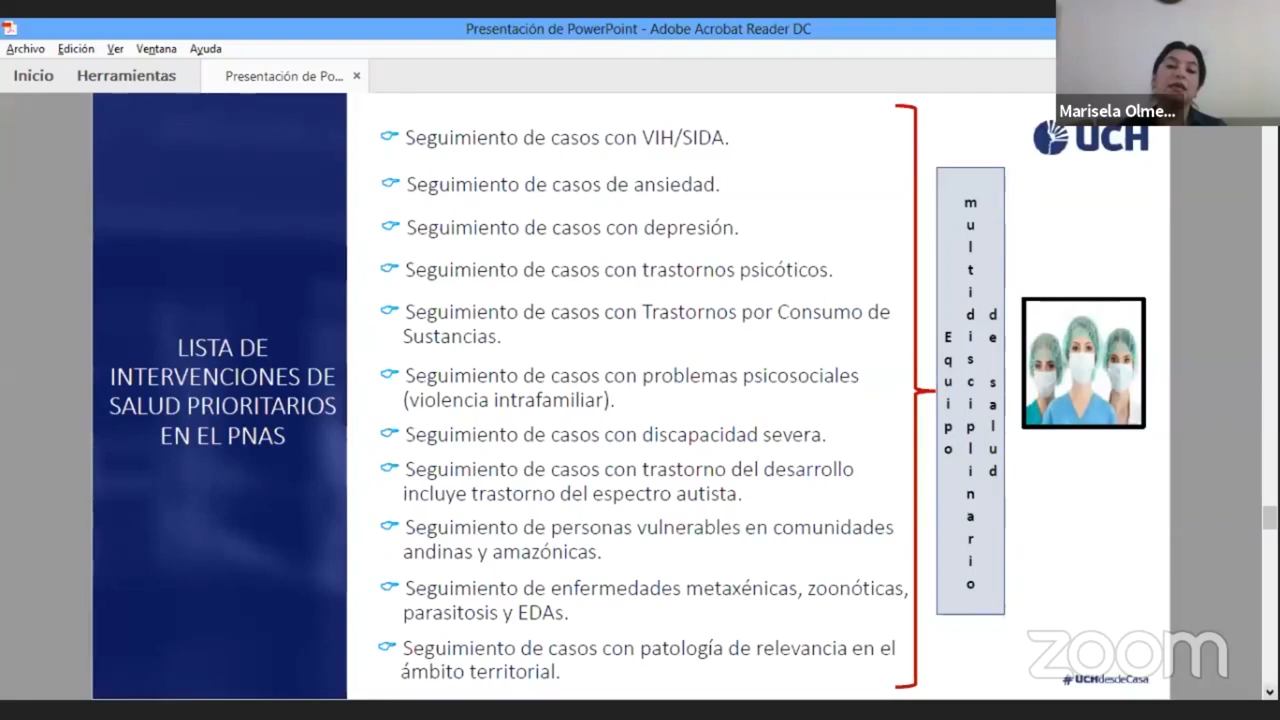 Presentación de PowerPoint - Adobe Acrobat Reader DC
Archivo Edición Ver Ventana Ayuda
Inicio Herramientas Presentación de Po... ×
Marisela Olme...
UCH
LISTA DE
INTERVENCIONES DE
SALUD PRIORITARIOS
EN EL PNAS
Seguimiento de casos con VIH/SIDA.
Seguimiento de casos de ansiedad.
Seguimiento de casos con depresión.
Seguimiento de casos con trastornos psicóticos.
Seguimiento de casos con Trastornos por Consumo de
Sustancias.
Seguimiento de casos con problemas psicosociales
(violencia intrafamiliar).
Seguimiento de casos con discapacidad severa.
Seguimiento de casos con trastorno del desarrollo
incluye trastorno del espectro autista.
Seguimiento de personas vulnerables en comunidades
andinas y amazónicas.
Seguimiento de enfermedades metaxénicas, zoonóticas,
parasitosis y EDAs.
Seguimiento de casos con patología de relevancia en el
ámbito territorial.
Equipo
multidisciplinario
de salud
zoom
#UCHdesdeCasa